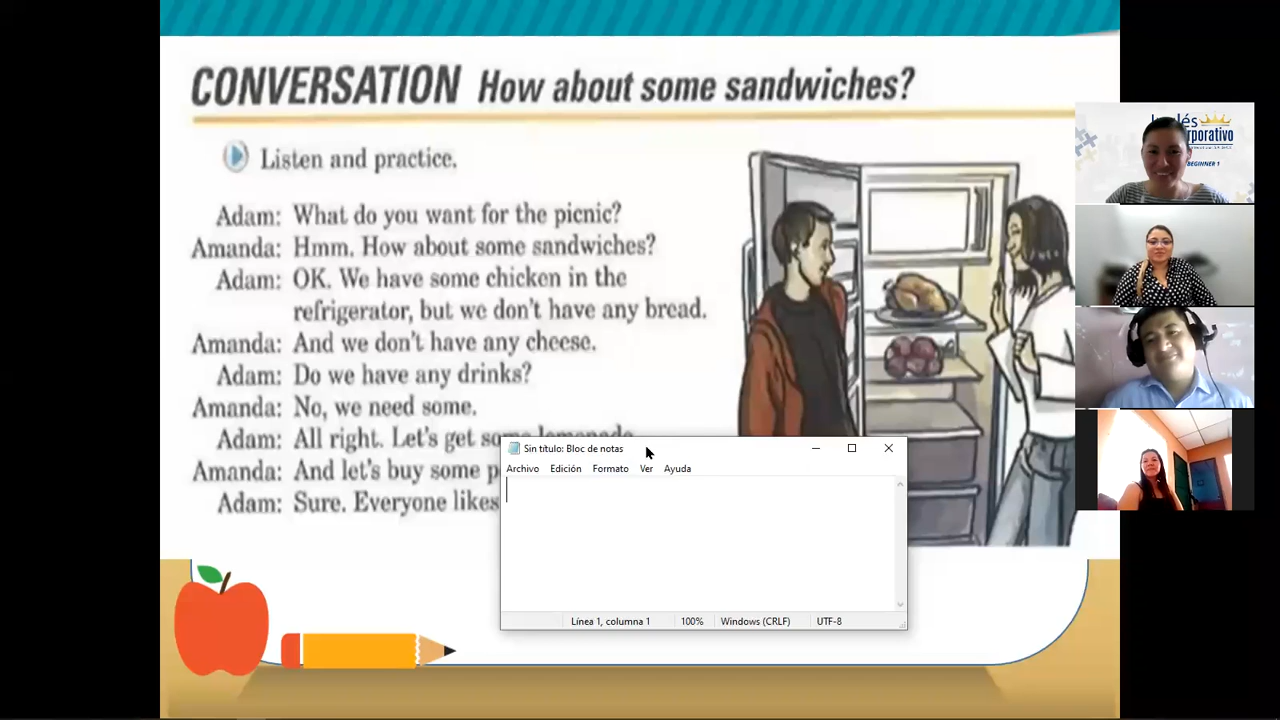 CONVERSATION How about some sandwiches?
Listen and practice.
Adam: What do you want for the picnic?
Amanda: Hmm. How about some sandwiches?
Adam: OK. We have some chicken in the
refrigerator, but we don't have any bread.
Amanda: And we don't have any cheese.
Adam: Do we have any drinks?
Amanda: No, we need some.
Adam: All right. Let's get some lemonade.
Amanda: And let's buy some
Adam: Sure. Everyone likes
Sin título: Bloc de notas
Archivo Edición Formato Ver Ayuda
Línea 1, columna 1 100% Windows (CRLF) UTF-8
BEGINNER 1